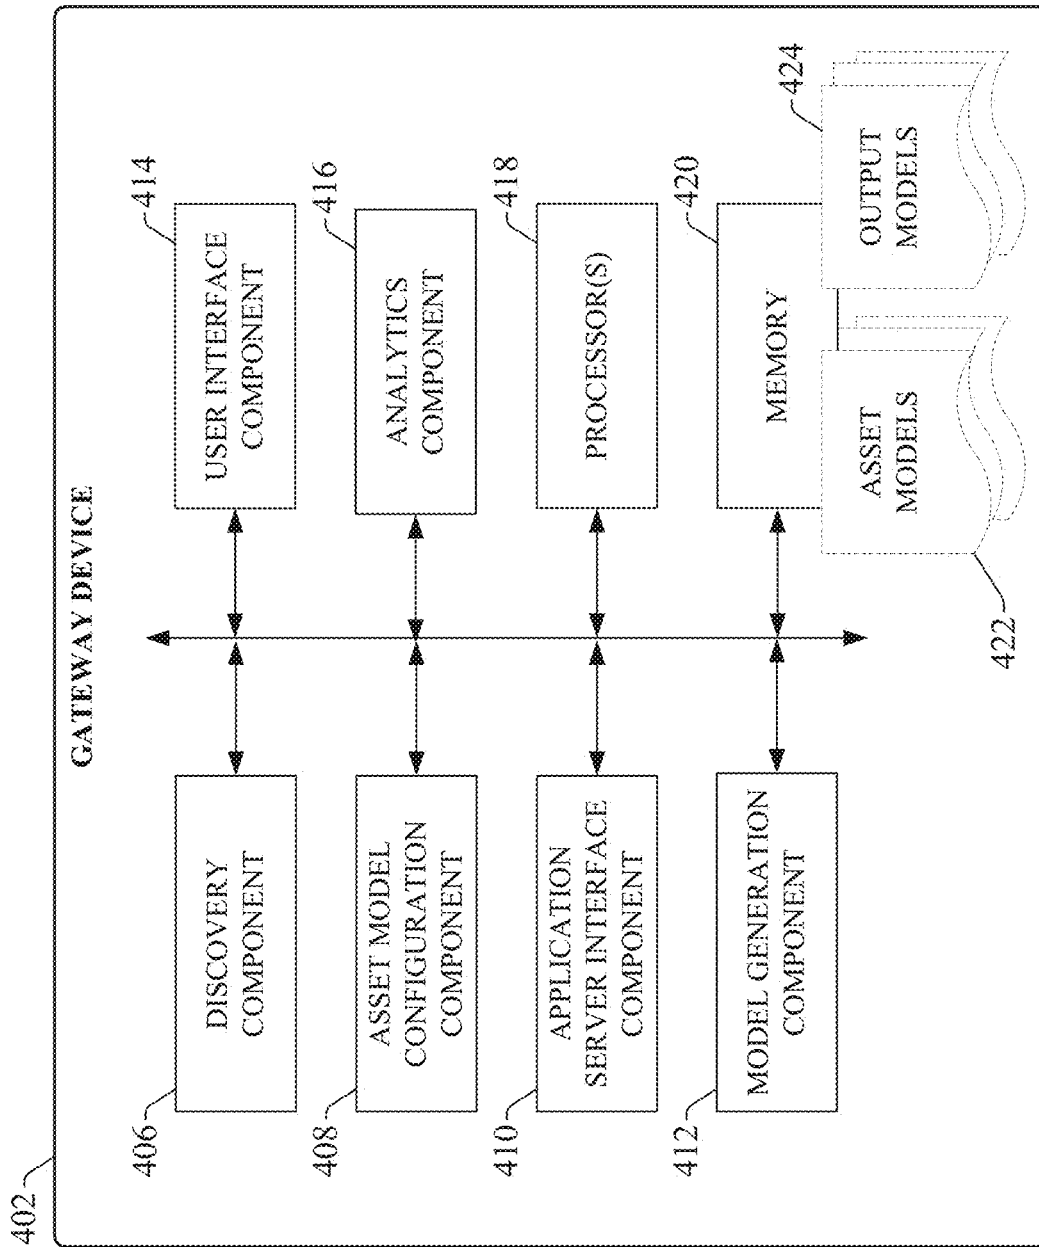 402
GATEWAY DEVICE
406
DISCOVERY
COMPONENT
408
ASSET MODEL
CONFIGURATION
COMPONENT
410
APPLICATION
SERVER INTERFACE
COMPONENT
412
MODEL GENERATION
COMPONENT
414
USER INTERFACE
COMPONENT
416
ANALYTICS
COMPONENT
418
PROCESSOR(S)
420
MEMORY
422
ASSET
MODELS
424
OUTPUT
MODELS